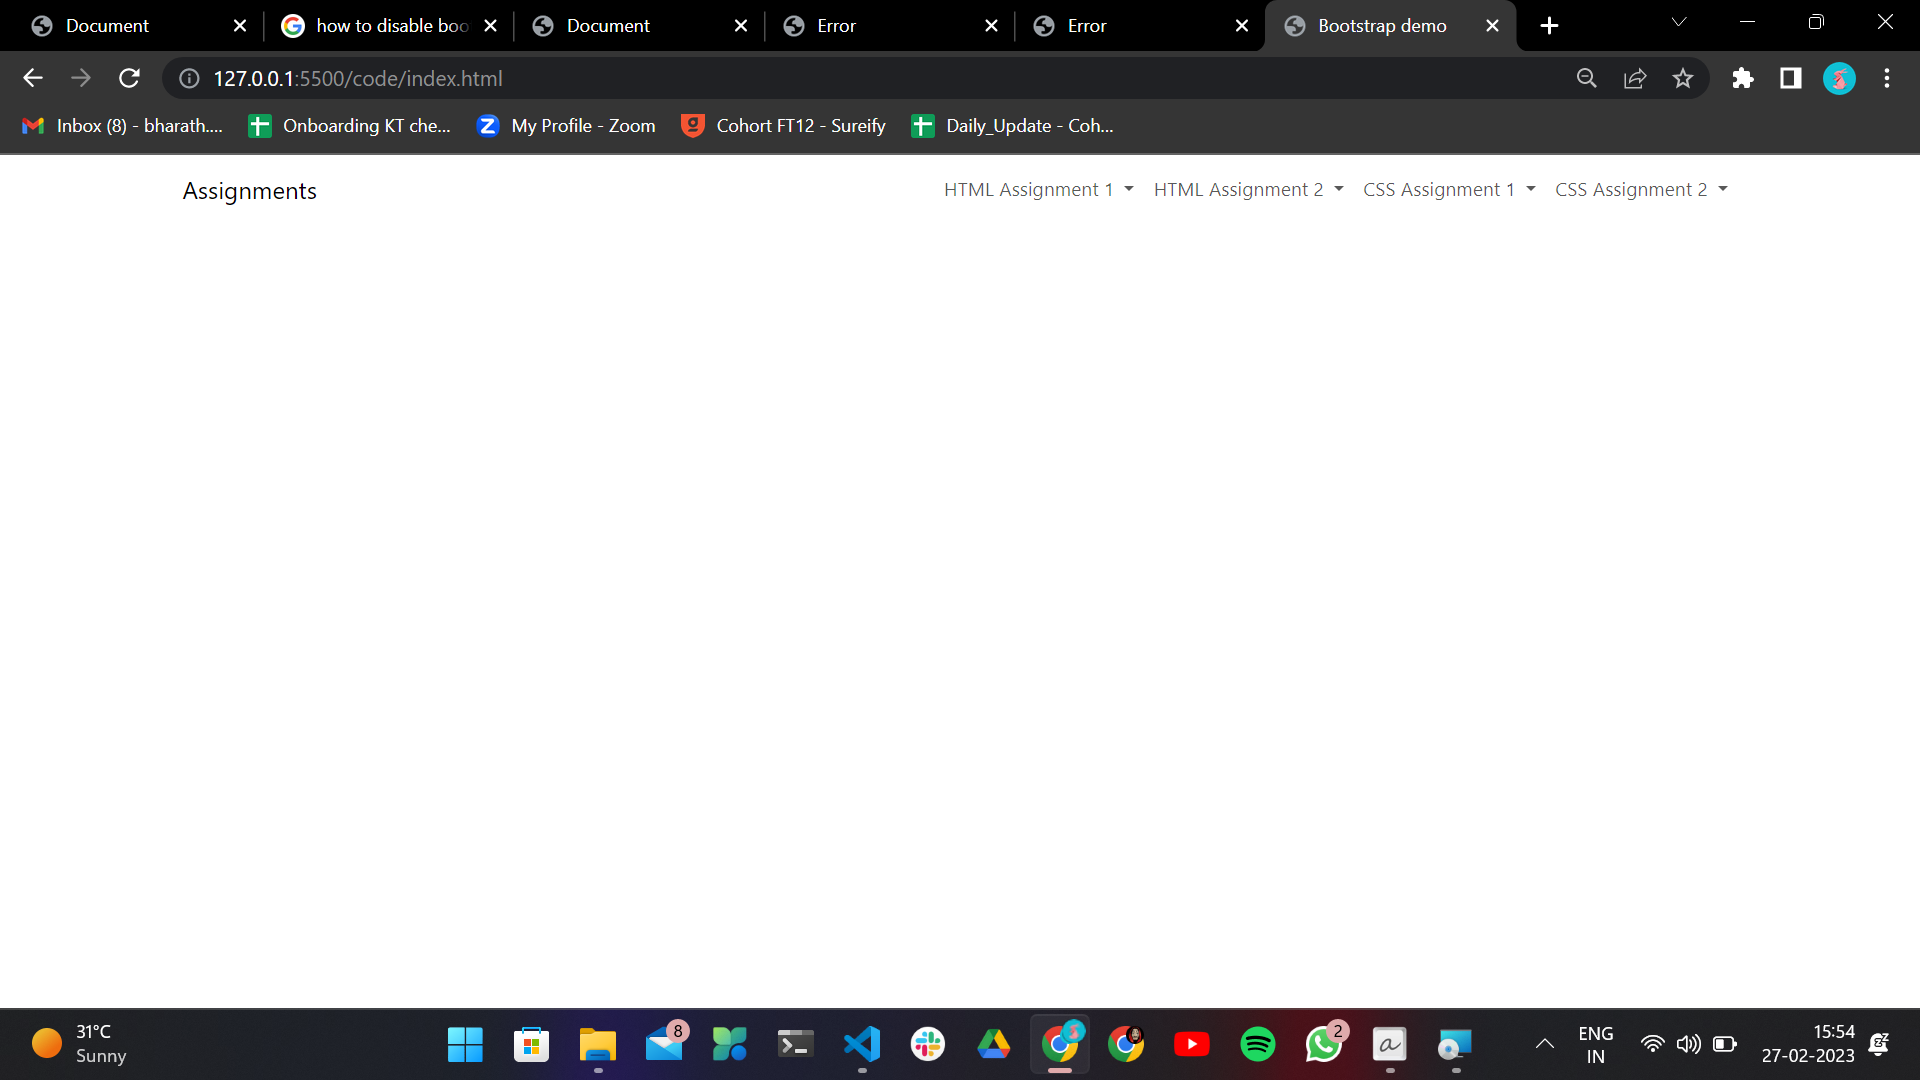 Document
how to disable boo
Document
Error
Error
Bootstrap demo
127.0.0.1:5500/code/index.html
Inbox (8) - bharath....
Onboarding KT che...
My Profile - Zoom
Cohort FT12 - Sureify
Daily_Update - Coh...
Assignments
HTML Assignment 1
HTML Assignment 2
CSS Assignment 1
CSS Assignment 2
31°C
Sunny
8
2
ENG
IN
15:54
27-02-2023